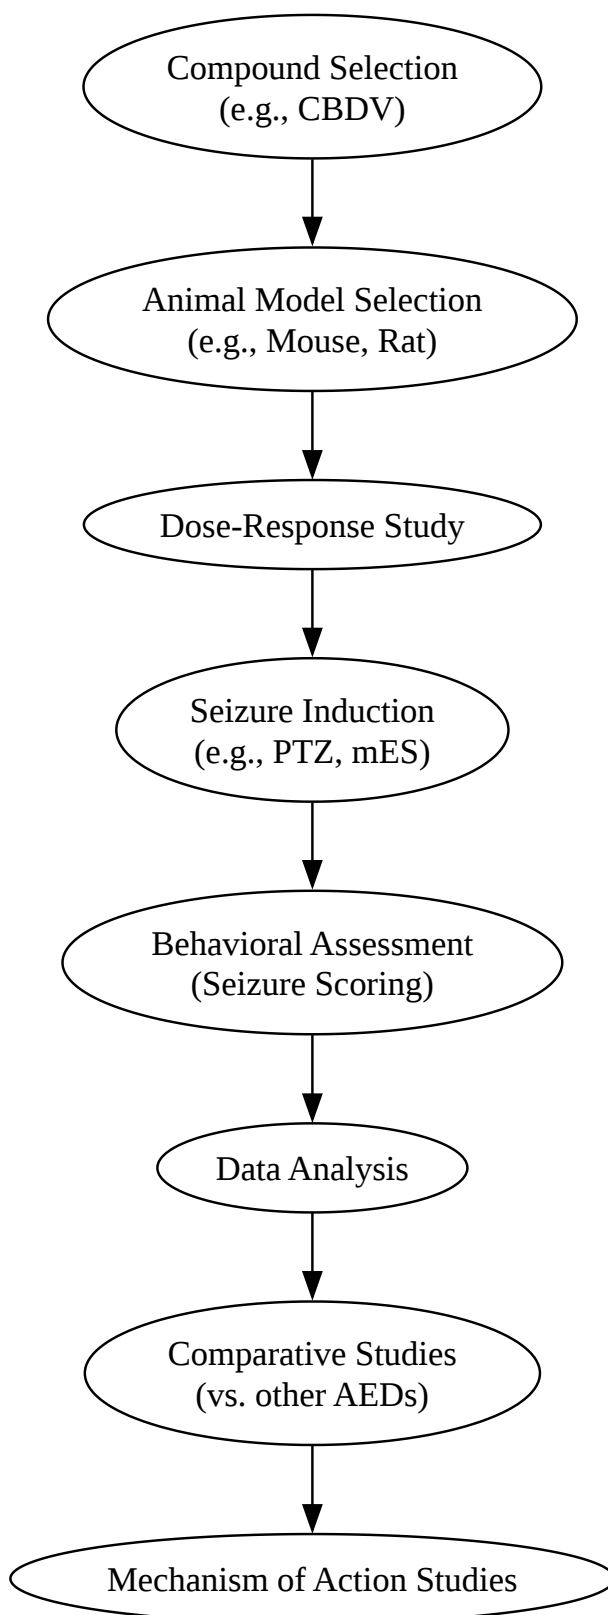 Compound Selection
(e.g., CBDV)
Animal Model Selection
(e.g., Mouse, Rat)
Dose-Response Study
Seizure Induction
(e.g., PTZ, mES)
Behavioral Assessment
(Seizure Scoring)
Data Analysis
Comparative Studies
(vs. other AEDs)
Mechanism of Action Studies